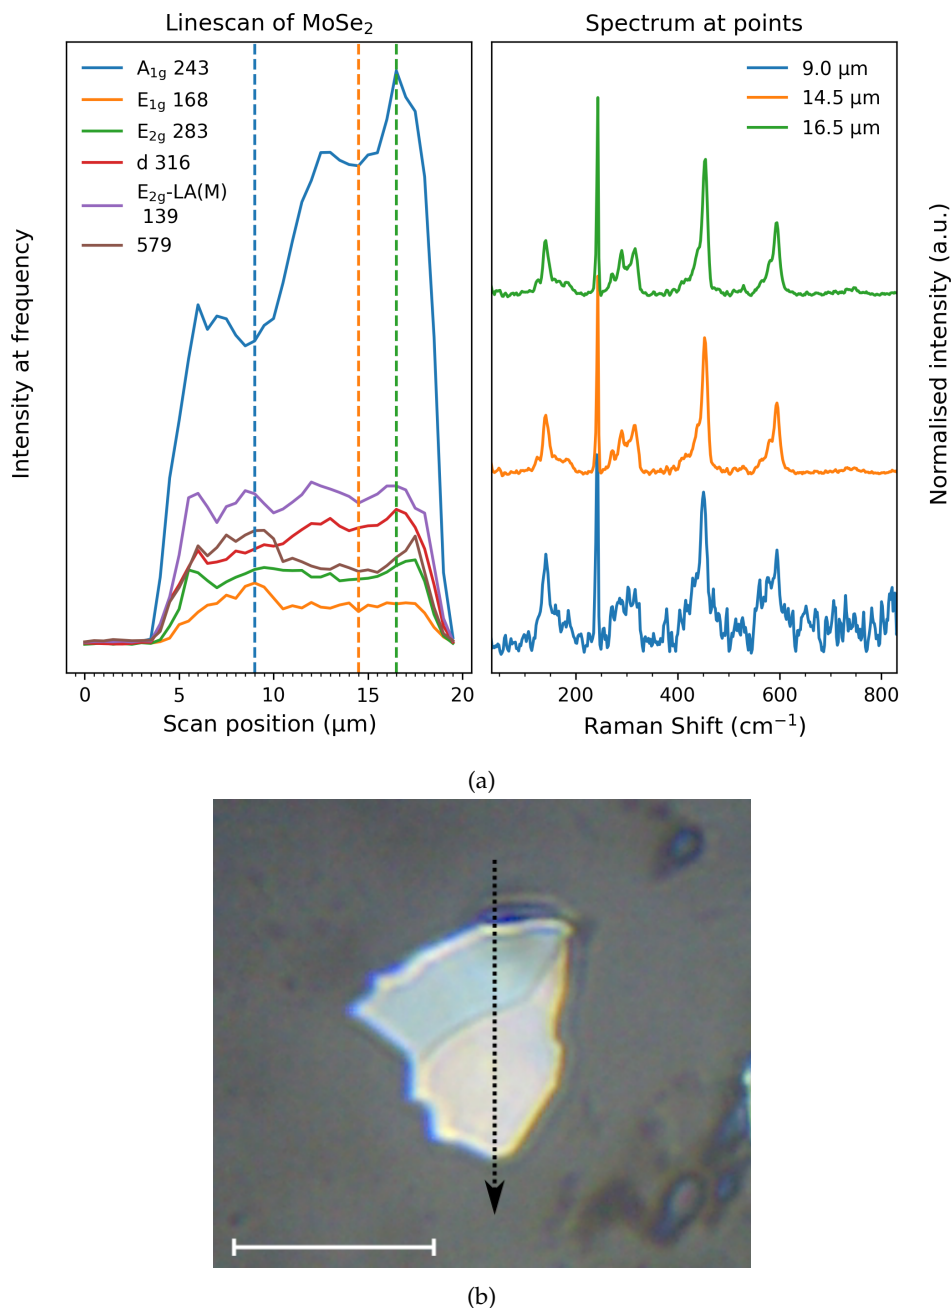 Linescan of MoSe₂
A₁g 243
E₁g 168
E₂g 283
d 316
E₂g-LA(M)
139
579
Intensity at frequency
0 5 10 15 20
Scan position (μm)
Spectrum at points
9.0 μm
14.5 μm
16.5 μm
Normalised intensity (a.u.)
200 400 600 800
Raman Shift (cm⁻¹)
(a)
(b)